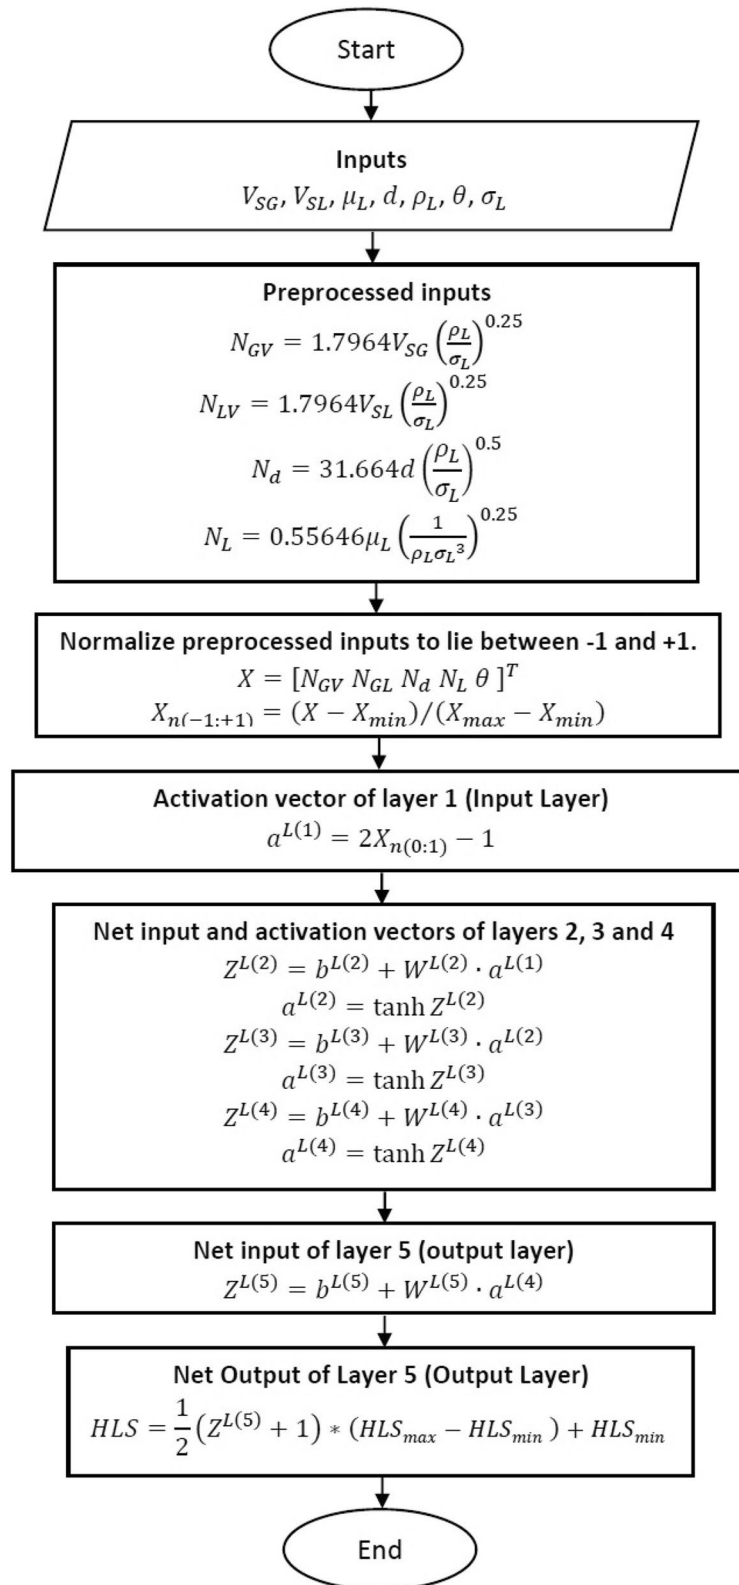 Start
Inputs
V_{SG}, V_{SL}, μ_L, d, ρ_L, θ, σ_L
Preprocessed inputs
N_{GV} = 1.7964V_{SG} (ρ_L/σ_L)^{0.25}
N_{LV} = 1.7964V_{SL} (ρ_L/σ_L)^{0.25}
N_d = 31.664d (ρ_L/σ_L)^{0.5}
N_L = 0.55646μ_L (1/ρ_Lσ_L^3)^{0.25}
Normalize preprocessed inputs to lie between -1 and +1.
X = [N_{GV} N_{GL} N_d N_L θ ]^T
X_{n(-1:+1)} = (X − X_{min})/(X_{max} − X_{min})
Activation vector of layer 1 (Input Layer)
a^{L(1)} = 2X_{n(0:1)} − 1
Net input and activation vectors of layers 2, 3 and 4
Z^{L(2)} = b^{L(2)} + W^{L(2)} · a^{L(1)}
a^{L(2)} = tanh Z^{L(2)}
Z^{L(3)} = b^{L(3)} + W^{L(3)} · a^{L(2)}
a^{L(3)} = tanh Z^{L(3)}
Z^{L(4)} = b^{L(4)} + W^{L(4)} · a^{L(3)}
a^{L(4)} = tanh Z^{L(4)}
Net input of layer 5 (output layer)
Z^{L(5)} = b^{L(5)} + W^{L(5)} · a^{L(4)}
Net Output of Layer 5 (Output Layer)
HLS = 1/2 (Z^{L(5)} + 1) * (HLS_{max} − HLS_{min} ) + HLS_{min}
End